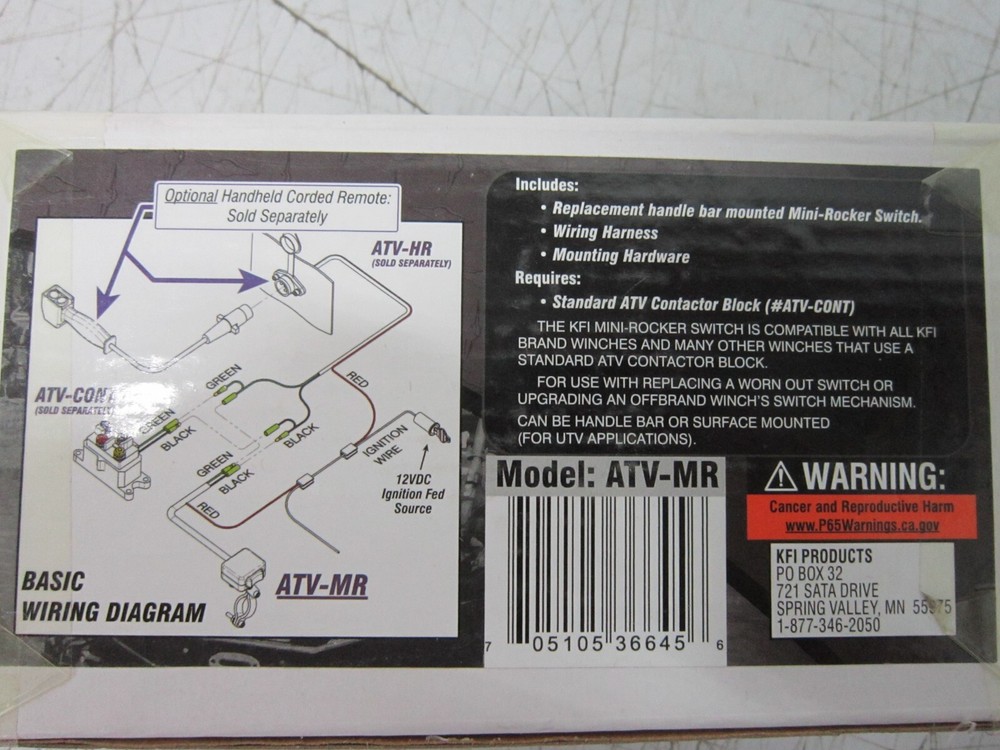 Optional Handheld Corded Remote:
Sold Separately
ATV-HR
(SOLD SEPARATELY)
ATV-CONT
(SOLD SEPARATELY)
GREEN
BLACK
GREEN
BLACK
RED
GREEN
BLACK
RED
IGNITION
WIRE
12VDC
Ignition Fed
Source
ATV-MR
BASIC
WIRING DIAGRAM
Includes:
• Replacement handle bar mounted Mini-Rocker Switch.
• Wiring Harness
• Mounting Hardware
Requires:
• Standard ATV Contactor Block (#ATV-CONT)
THE KFI MINI-ROCKER SWITCH IS COMPATIBLE WITH ALL KFI
BRAND WINCHES AND MANY OTHER WINCHES THAT USE A
STANDARD ATV CONTACTOR BLOCK.
FOR USE WITH REPLACING A WORN OUT SWITCH OR
UPGRADING AN OFFBRAND WINCH'S SWITCH MECHANISM.
CAN BE HANDLE BAR OR SURFACE MOUNTED
(FOR UTV APPLICATIONS).
Model: ATV-MR
7 05105 36645 6
WARNING:
Cancer and Reproductive Harm
www.P65Warnings.ca.gov
KFI PRODUCTS
PO BOX 32
721 SATA DRIVE
SPRING VALLEY, MN 55975
1-877-346-2050